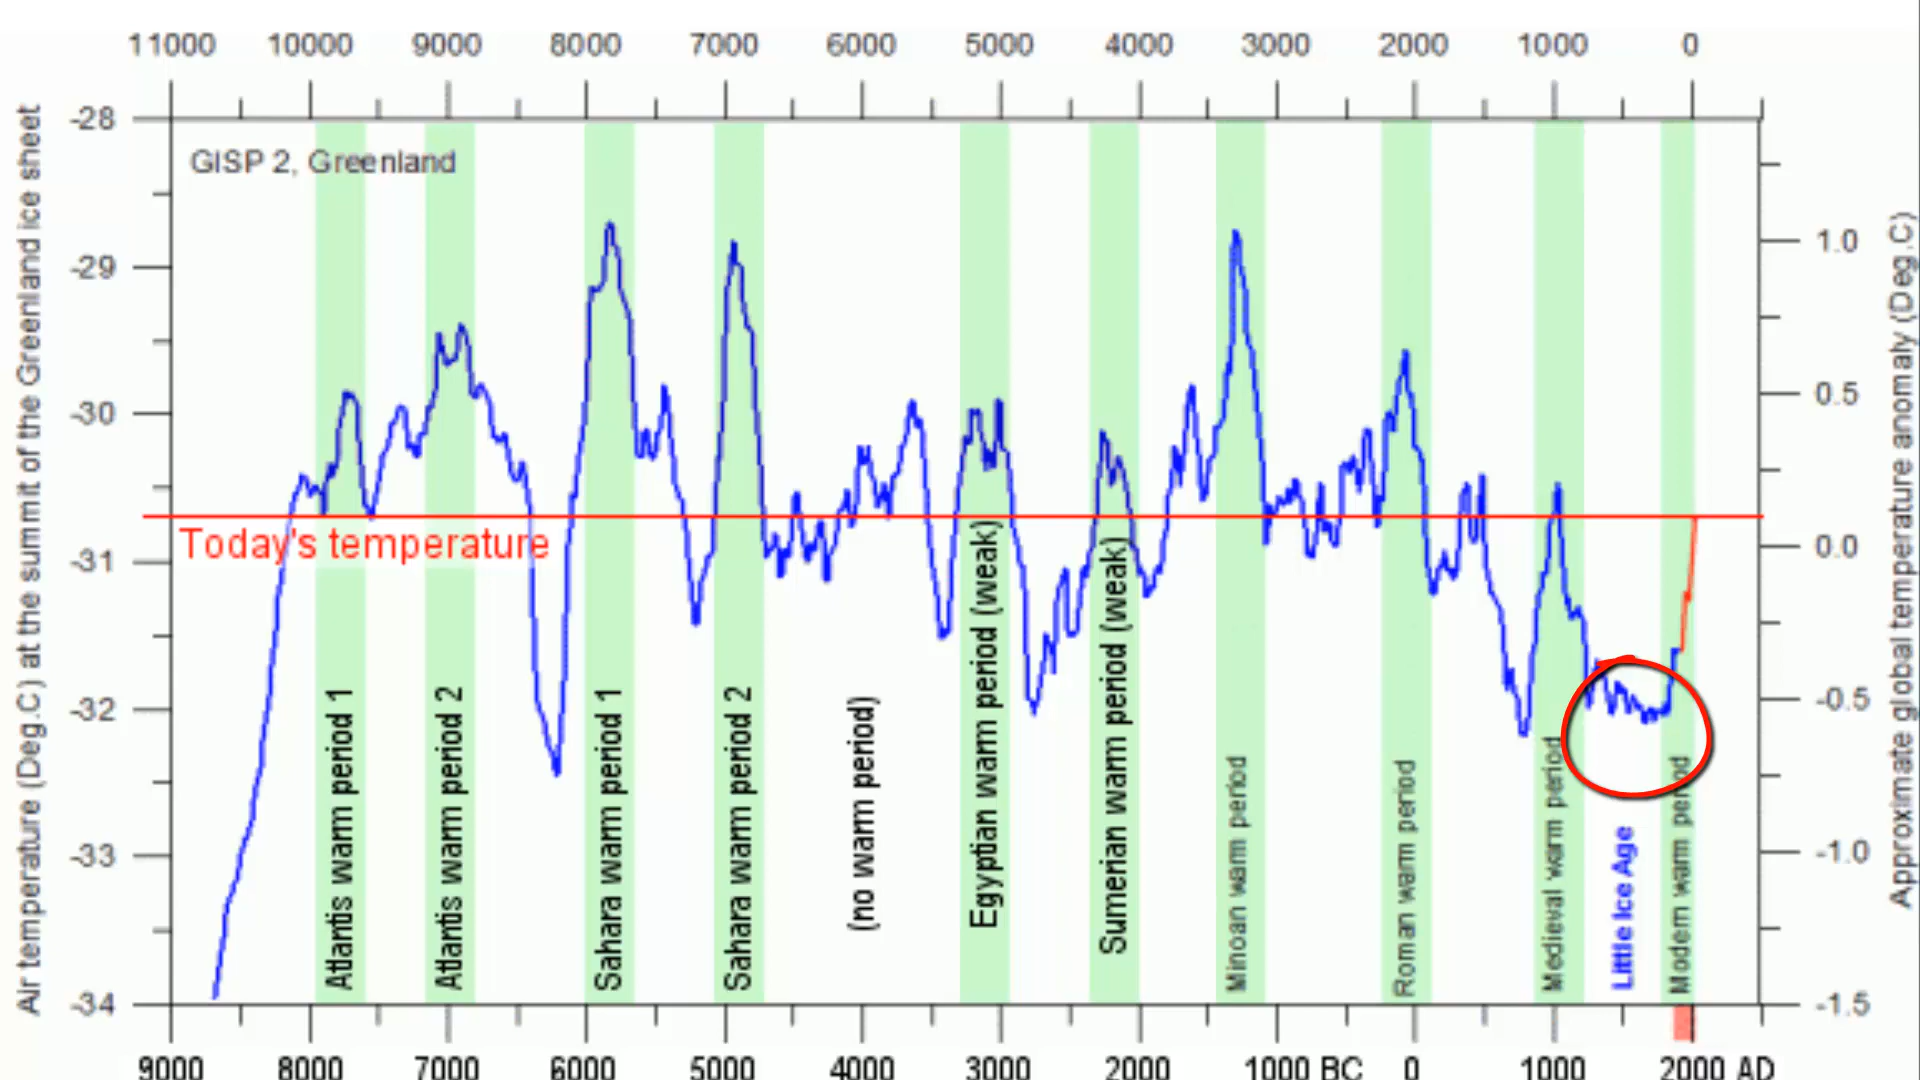 11000 10000 9000 8000 7000 6000 5000 4000 3000 2000 1000 0
Air temperature (Deg.C) at the summit of the Greenland ice sheet
-28
-29
-30
-31
-32
-33
-34
GISP 2, Greenland
Today's temperature
Atlantis warm period 1
Atlantis warm period 2
Sahara warm period 1
Sahara warm period 2
(no warm period)
Egyptian warm period (weak)
Sumerian warm period (weak)
Minoan warm period
Roman warm period
Medieval warm period
Little Ice Age
Modern warm period
1.0
0.5
0.0
-0.5
-1.0
-1.5
Approximate global temperature anomaly (Deg.C)
9000 8000 7000 6000 5000 4000 3000 2000 1000 BC 0 1000 2000 AD